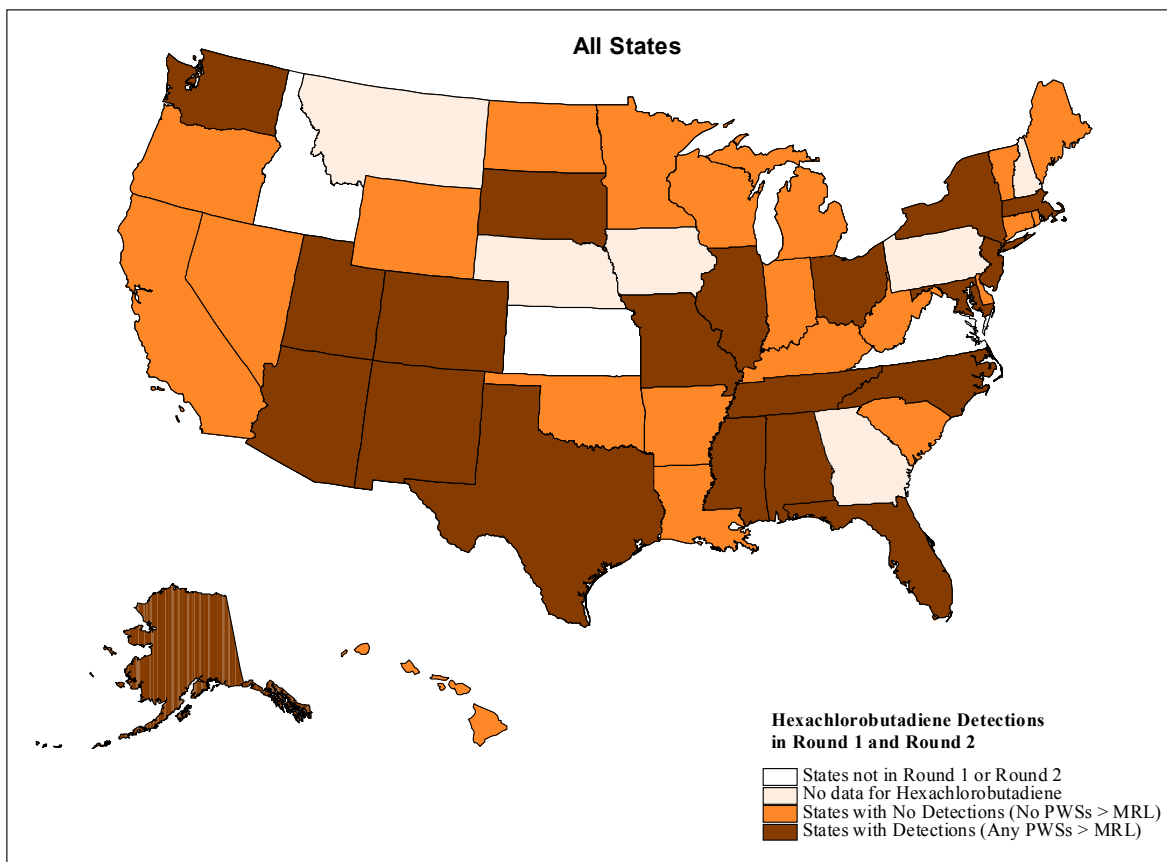 All States
Hexachlorobutadiene Detections
in Round 1 and Round 2
States not in Round 1 or Round 2
No data for Hexachlorobutadiene
States with No Detections (No PWSs > MRL)
States with Detections (Any PWSs > MRL)